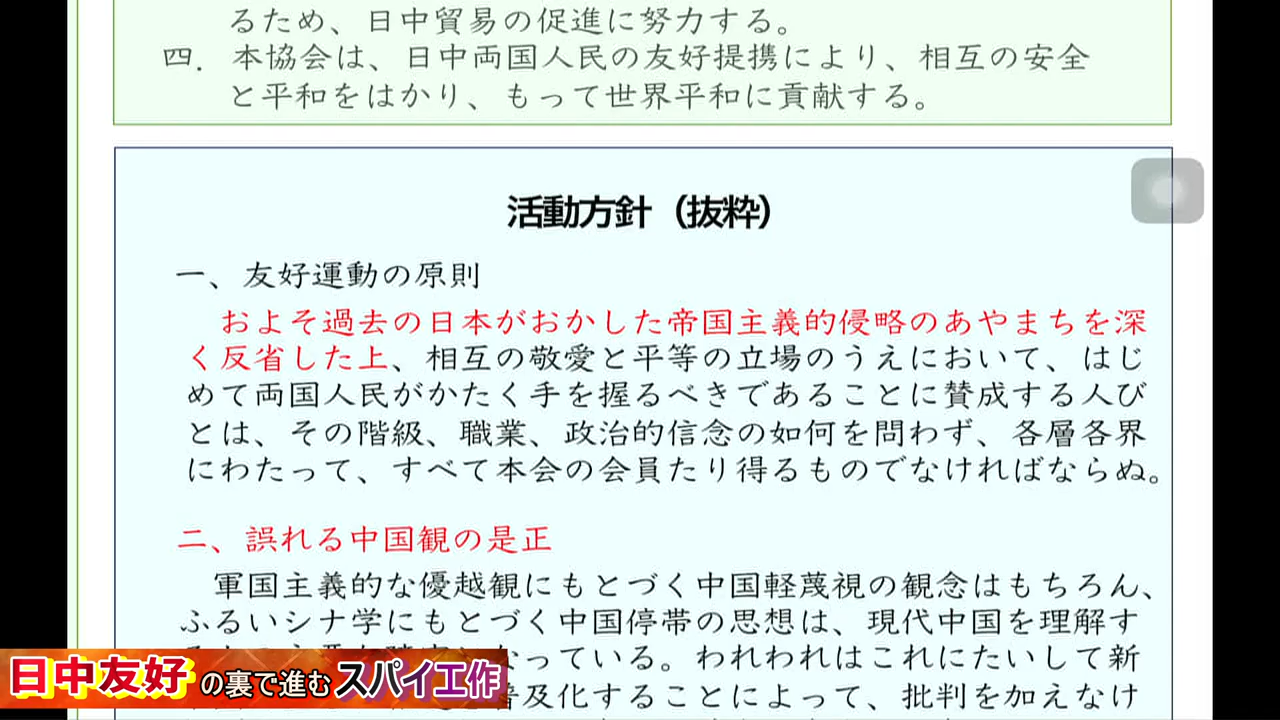 るため、日中貿易の促進に努力する。
四．本協会は、日中両国人民の友好提携により、相互の安全
と平和をはかり、もって世界平和に貢献する。
活動方針（抜粋）
一、友好運動の原則
およそ過去の日本がおかした帝国主義的侵略のあやまちを深
く反省した上、相互の敬愛と平等の立場のうえにおいて、はじ
めて両国人民がかたく手を握るべきであることに賛成する人び
とは、その階級、職業、政治的信念の如何を問わず、各層各界
にわたって、すべて本会の会員たり得るものでなければならぬ。
二、誤れる中国観の是正
軍国主義的な優越観にもとづく中国軽蔑視の観念はもちろん、
ふるいシナ学にもとづく中国停帯の思想は、現代中国を理解す
なっている。われわれはこれにたいして新
普及化することによって、批判を加えなけ
日中友好の裏で進むスパイ工作